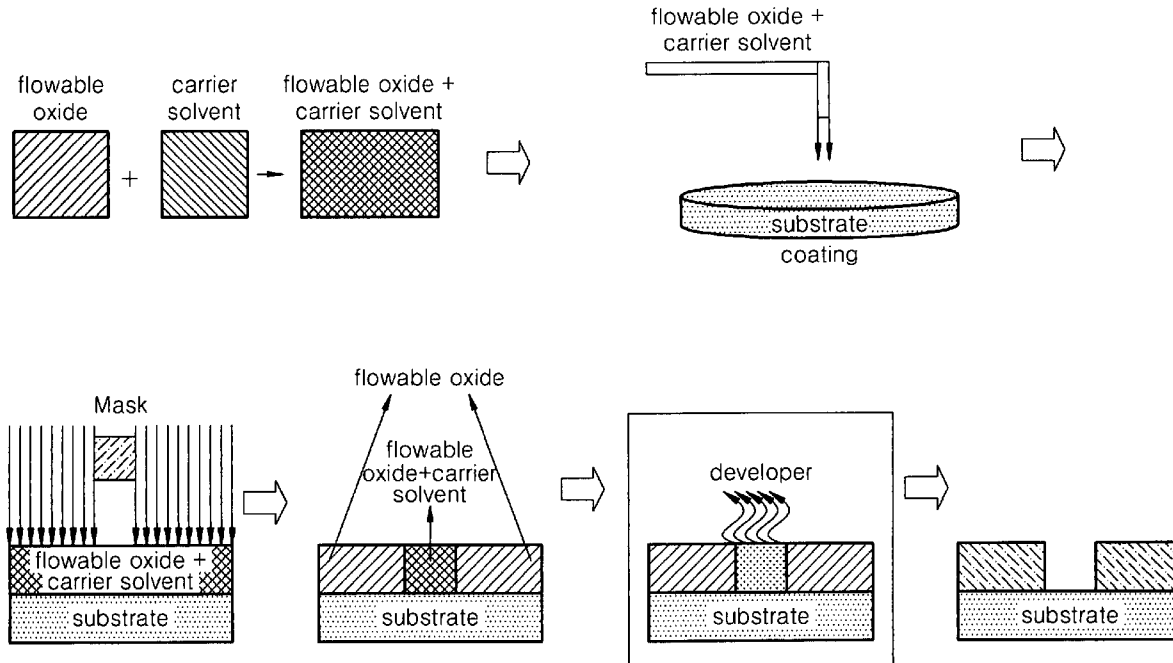 flowable
oxide
+
carrier
solvent
flowable oxide +
carrier solvent
flowable oxide +
carrier solvent
substrate
coating
Mask
flowable oxide +
carrier solvent
substrate
flowable oxide
flowable
oxide+carrier
solvent
substrate
developer
substrate
substrate